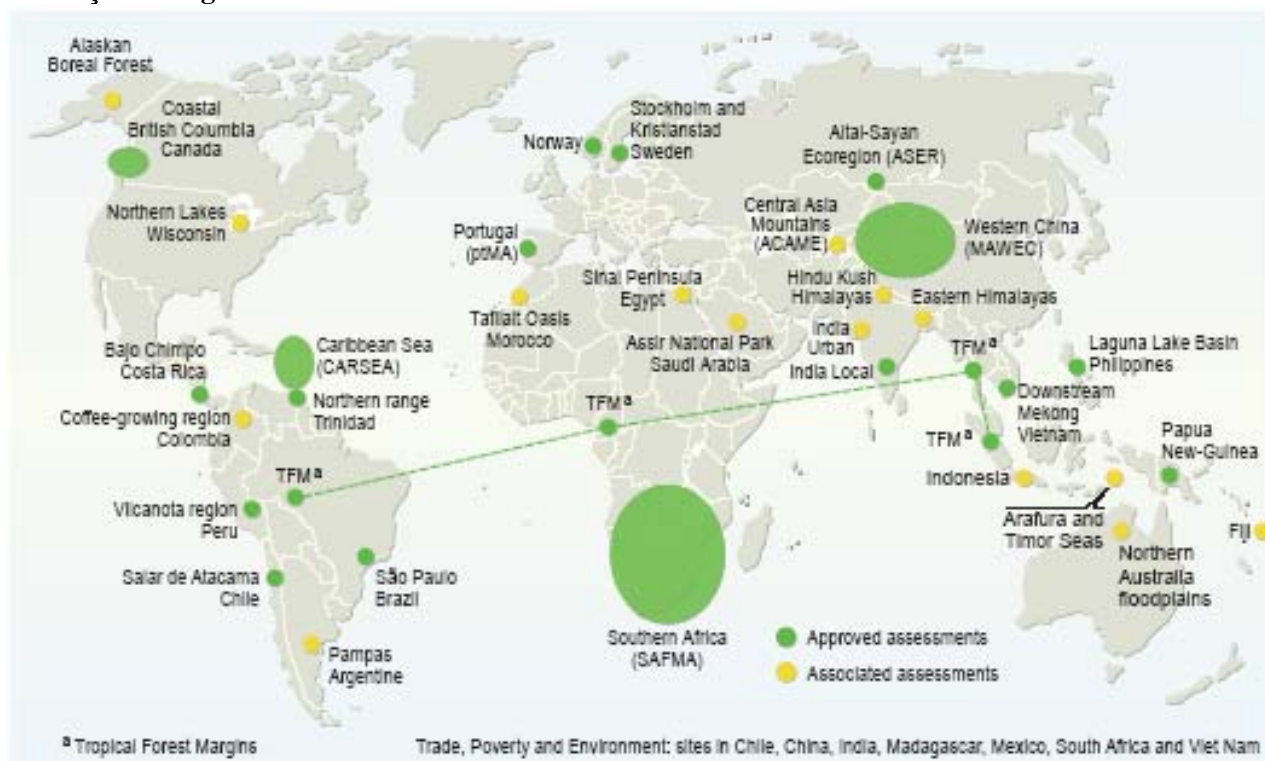 Alaskan
Boreal Forest
Coastal
British Columbia
Canada
Northern Lakes
Wisconsin
Norway
Stockholm and
Kristianstad
Sweden
Altai-Sayan
Ecoregion (ASER)
Central Asia
Mountains
(ACAME)
Western China
(MAWEC)
Portugal
(ptMA)
Sinai Peninsula
Egypt
Hindu Kush
Himalayas
Eastern Himalayas
Tafilalt Oasis
Morocco
Assir National Park
Saudi Arabia
India
Urban
India Local
TFM a
Laguna Lake Basin
Philippines
Bajo Chirripo
Costa Rica
Caribbean Sea
(CARSEA)
Northern range
Trinidad
Coffee-growing region
Colombia
TFM a
Downstream
Mekong
Vietnam
TFM a
Papua
New-Guinea
TFM a
Indonesia
Vilcanota region
Peru
Arafura and
Timor Seas
Fiji
Northern
Australia
floodplains
Salar de Atacama
Chile
São Paulo
Brazil
Southern Africa
(SAFMA)
Approved assessments
Associated assessments
Pampas
Argentine
a Tropical Forest Margins
Trade, Poverty and Environment: sites in Chile, China, India, Madagascar, Mexico, South Africa and Viet Nam